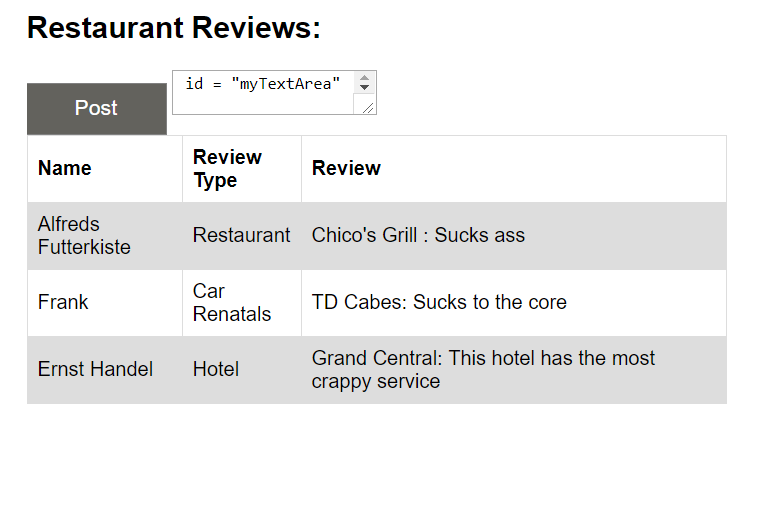 Restaurant Reviews:
id = "myTextArea"
Post
Name
Review
Type
Review
Alfreds
Futterkiste
Restaurant
Chico's Grill : Sucks ass
Frank
Car
Renatals
TD Cabes: Sucks to the core
Ernst Handel
Hotel
Grand Central: This hotel has the most
crappy service